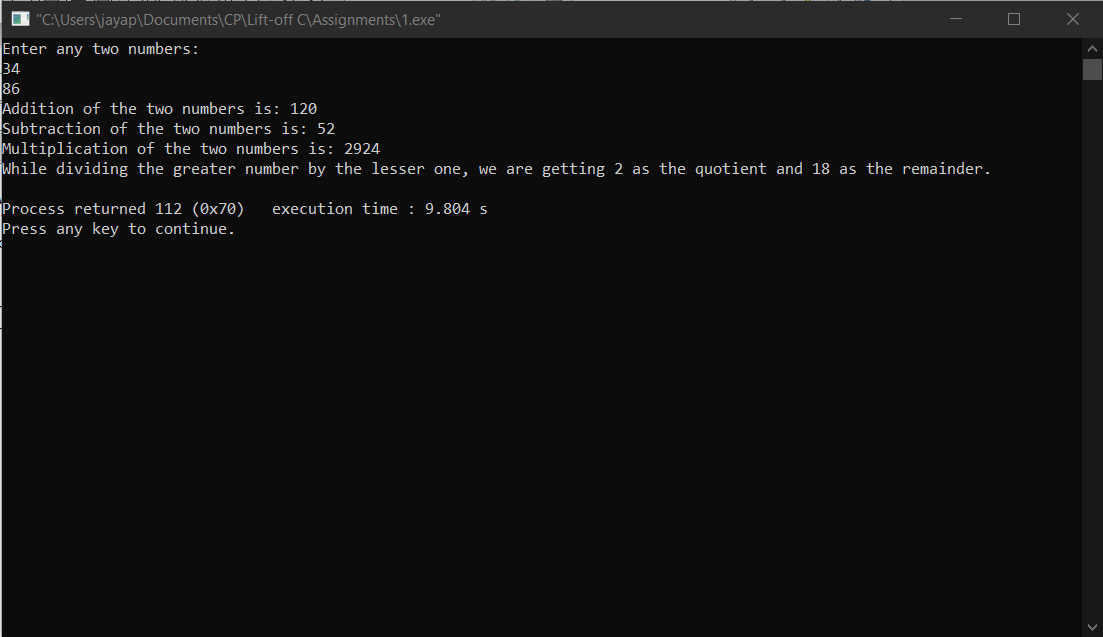 "C:\Users\jayap\Documents\CP\Lift-off C\Assignments\1.exe"
Enter any two numbers:
34
86
Addition of the two numbers is: 120
Subtraction of the two numbers is: 52
Multiplication of the two numbers is: 2924
While dividing the greater number by the lesser one, we are getting 2 as the quotient and 18 as the remainder.
Process returned 112 (0x70)   execution time : 9.804 s
Press any key to continue.